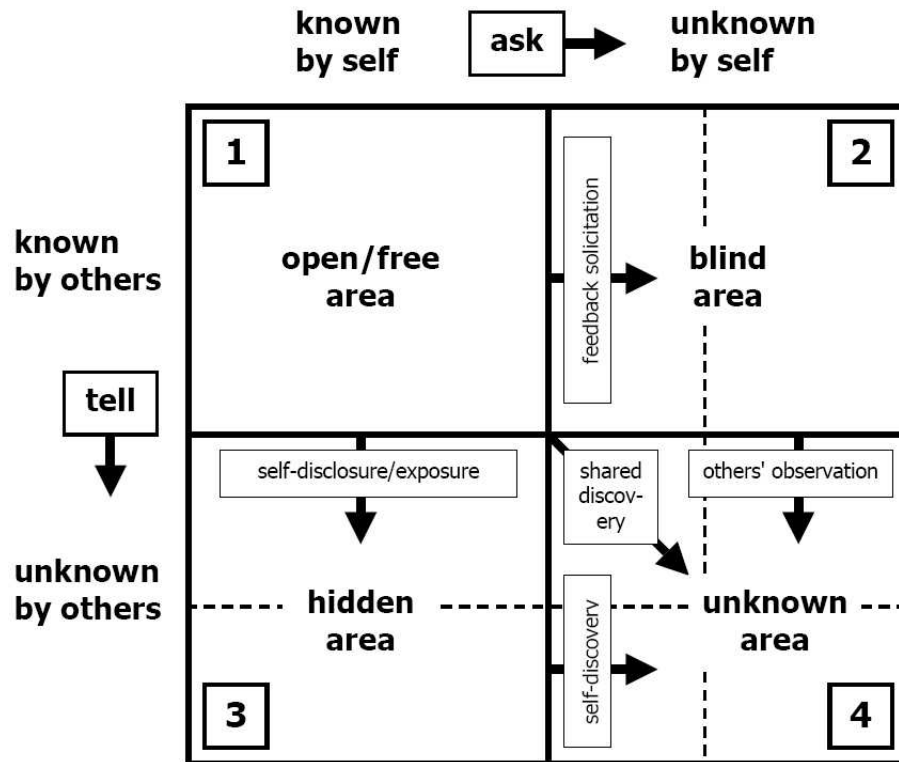 known
by self
ask
unknown
by self
1
2
known
by others
open/free
area
feedback solicitation
blind
area
tell
self-disclosure/exposure
shared
discov-
ery
others' observation
unknown
by others
hidden
area
self-discovery
unknown
area
3
4